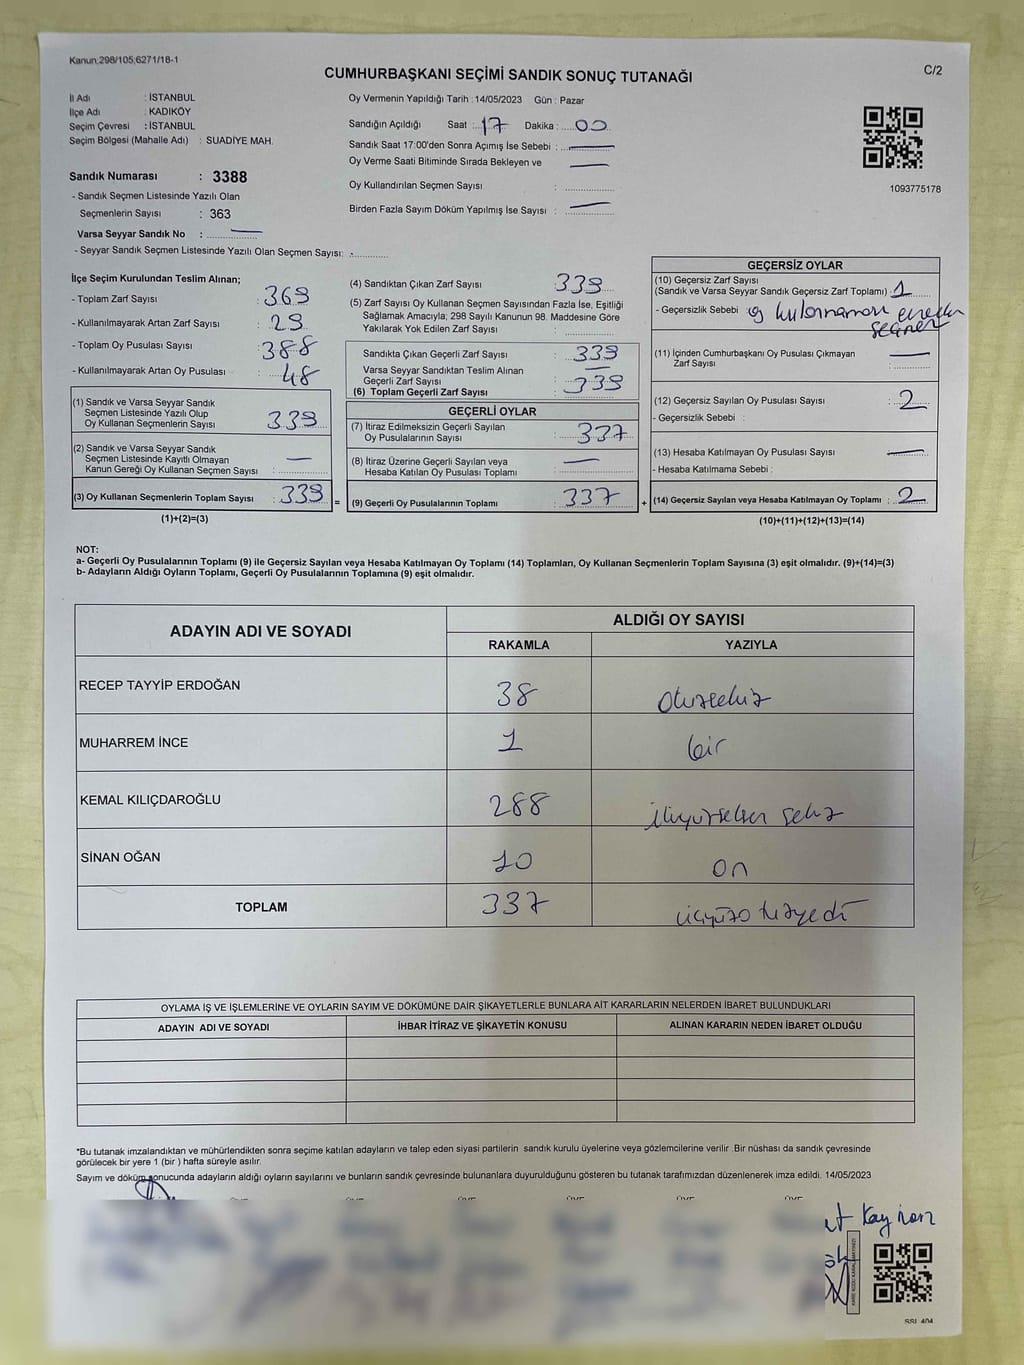 Kanun;298/105;6271/18-1
CUMHURBAŞKANI SEÇİMİ SANDIK SONUÇ TUTANAĞI
C/2
İl Adı : İSTANBUL
İlçe Adı : KADIKÖY
Seçim Çevresi : İSTANBUL
Seçim Bölgesi (Mahalle Adı) : SUADİYE MAH.
Sandık Numarası : 3388
- Sandık Seçmen Listesinde Yazılı Olan
Seçmenlerin Sayısı : 363
Varsa Seyyar Sandık No :
- Seyyar Sandık Seçmen Listesinde Yazılı Olan Seçmen Sayısı:
Oy Vermenin Yapıldığı Tarih : 14/05/2023 Gün : Pazar
Sandığın Açıldığı Saat : 17 Dakika : 00
Sandık Saat 17:00'den Sonra Açımış İse Sebebi :
Oy Verme Saati Bitiminde Sırada Bekleyen ve
Oy Kullandırılan Seçmen Sayısı :
Birden Fazla Sayım Döküm Yapılmış İse Sayısı :
1093775178
İlçe Seçim Kurulundan Teslim Alınan;
- Toplam Zarf Sayısı : 369
- Kullanılmayarak Artan Zarf Sayısı : 29
- Toplam Oy Pusulası Sayısı : 388
- Kullanılmayarak Artan Oy Pusulası : 48
(1) Sandık ve Varsa Seyyar Sandık
Seçmen Listesinde Yazılı Olup
Oy Kullanan Seçmenlerin Sayısı : 339
(2) Sandık ve Varsa Seyyar Sandık
Seçmen Listesinde Kayıtlı Olmayan
Kanun Gereği Oy Kullanan Seçmen Sayısı :
(3) Oy Kullanan Seçmenlerin Toplam Sayısı : 339
(1)+(2)=(3)
=
(4) Sandıktan Çıkan Zarf Sayısı : 339
(5) Zarf Sayısı Oy Kullanan Seçmen Sayısından Fazla İse, Eşitliği
Sağlamak Amacıyla; 298 Sayılı Kanunun 98. Maddesine Göre
Yakılarak Yok Edilen Zarf Sayısı :
Sandıkta Çıkan Geçerli Zarf Sayısı : 339
Varsa Seyyar Sandıktan Teslim Alınan
Geçerli Zarf Sayısı :
(6) Toplam Geçerli Zarf Sayısı : 339
GEÇERLİ OYLAR
(7) İtiraz Edilmeksizin Geçerli Sayılan
Oy Pusulalarının Sayısı : 337
(8) İtiraz Üzerine Geçerli Sayılan veya
Hesaba Katılan Oy Pusulası Toplamı :
(9) Geçerli Oy Pusulalarının Toplamı : 337
+
GEÇERSİZ OYLAR
(10) Geçersiz Zarf Sayısı
(Sandık ve Varsa Seyyar Sandık Geçersiz Zarf Toplamı) : 1
- Geçersizlik Sebebi : oy kullanmaman
seçmen
(11) İçinden Cumhurbaşkanı Oy Pusulası Çıkmayan
Zarf Sayısı :
(12) Geçersiz Sayılan Oy Pusulası Sayısı : 2
- Geçersizlik Sebebi :
(13) Hesaba Katılmayan Oy Pusulası Sayısı :
- Hesaba Katılmama Sebebi :
(14) Geçersiz Sayılan veya Hesaba Katılmayan Oy Toplamı : 2
(10)+(11)+(12)+(13)=(14)
NOT:
a- Geçerli Oy Pusulalarının Toplamı (9) ile Geçersiz Sayılan veya Hesaba Katılmayan Oy Toplamı (14) Toplamları, Oy Kullanan Seçmenlerin Toplam Sayısına (3) eşit olmalıdır. (9)+(14)=(3)
b- Adayların Aldığı Oyların Toplamı, Geçerli Oy Pusulalarının Toplamına (9) eşit olmalıdır.
ADAYIN ADI VE SOYADI
ALDIĞI OY SAYISI
RAKAMLA YAZIYLA
RECEP TAYYİP ERDOĞAN 38 otuzsekiz
MUHARREM İNCE 1 bir
KEMAL KILIÇDAROĞLU 288 ikiyüzseksen sekiz
SİNAN OĞAN 10 on
TOPLAM 337 üçyüzotuzyedi
OYLAMA İŞ VE İŞLEMLERİNE VE OYLARIN SAYIM VE DÖKÜMÜNE DAİR ŞİKAYETLERLE BUNLARA AİT KARARLARIN NELERDEN İBARET BULUNDUKLARI
ADAYIN ADI VE SOYADI İHBAR İTİRAZ VE ŞİKAYETİN KONUSU ALINAN KARARIN NEDEN İBARET OLDUĞU
*Bu tutanak imzalandıktan ve mühürlendikten sonra seçime katılan adayların ve talep eden siyasi partilerin sandık kurulu üyelerine veya gözlemcilerine verilir. Bir nüshası da sandık çevresinde
görülecek bir yere 1 (bir ) hafta süreyle asılır.
Sayım ve döküm sonucunda adayların aldığı oyların sayılarını ve bunların sandık çevresinde bulunanlara duyurulduğunu gösteren bu tutanak tarafımızdan düzenlenerek imza edildi. 14/05/2023
SSI_404